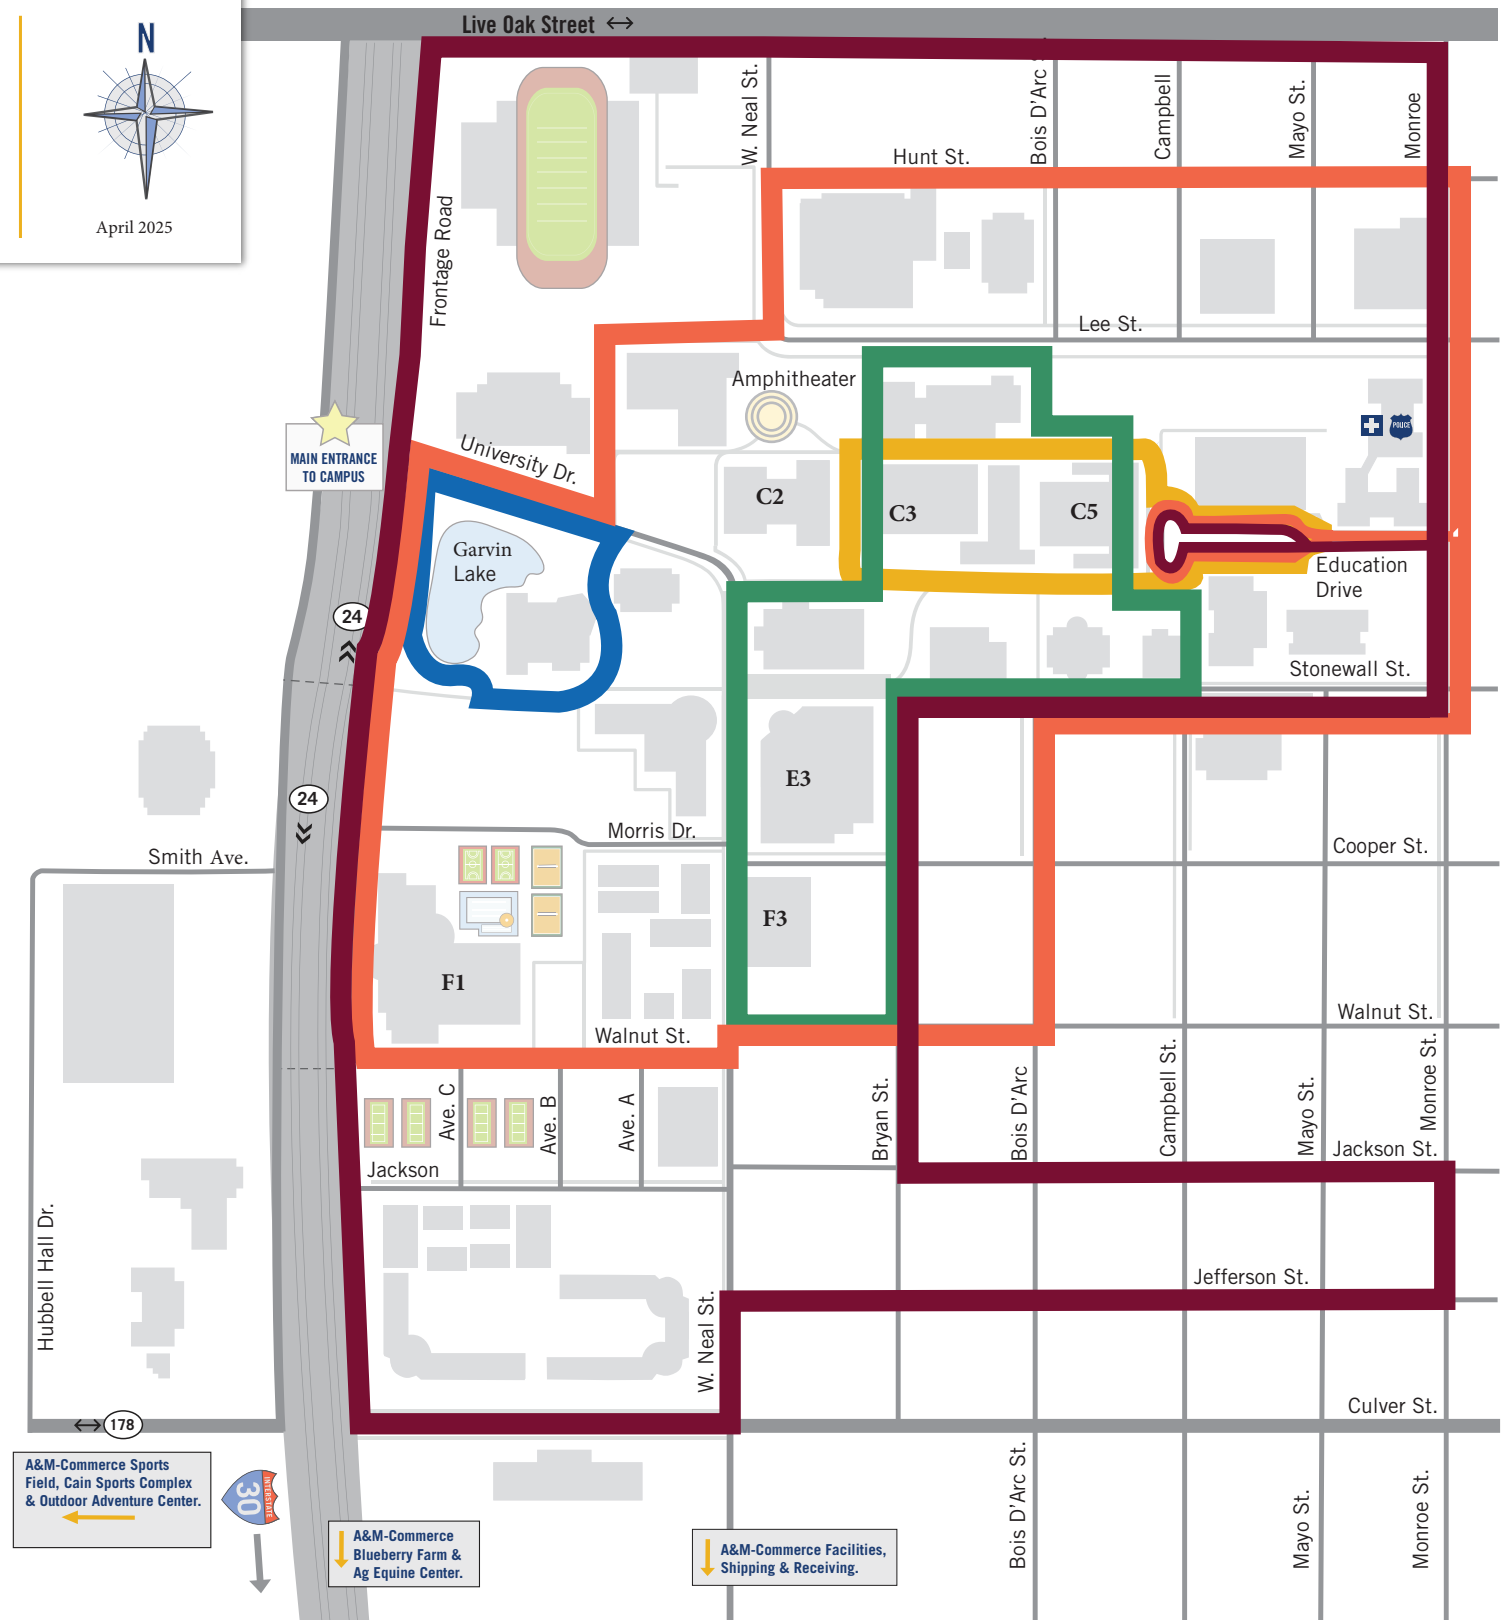 Live Oak Street
N
April 2025
W. Neal St.
Bois D'Arc
Campbell
Mayo St.
Monroe
Hunt St.
Frontage Road
Lee St.
Amphitheater
MAIN ENTRANCE
TO CAMPUS
University Dr.
POLICE
C2
C3
C5
Garvin
Lake
Education
Drive
24
Stonewall St.
E3
24
Morris Dr.
Cooper St.
Smith Ave.
F3
F1
Walnut St.
Walnut St.
Ave. C
Ave. B
Ave. A
Bryan St.
Bois D'Arc
Campbell St.
Mayo St.
Monroe St.
Jackson St.
Jackson
Hubbell Hall Dr.
Jefferson St.
W. Neal St.
Culver St.
178
A&M-Commerce Sports
Field, Cain Sports Complex
& Outdoor Adventure Center.
INTERSTATE
30
A&M-Commerce
Blueberry Farm &
Ag Equine Center.
A&M-Commerce Facilities,
Shipping & Receiving.
Bois D'Arc St.
Mayo St.
Monroe St.